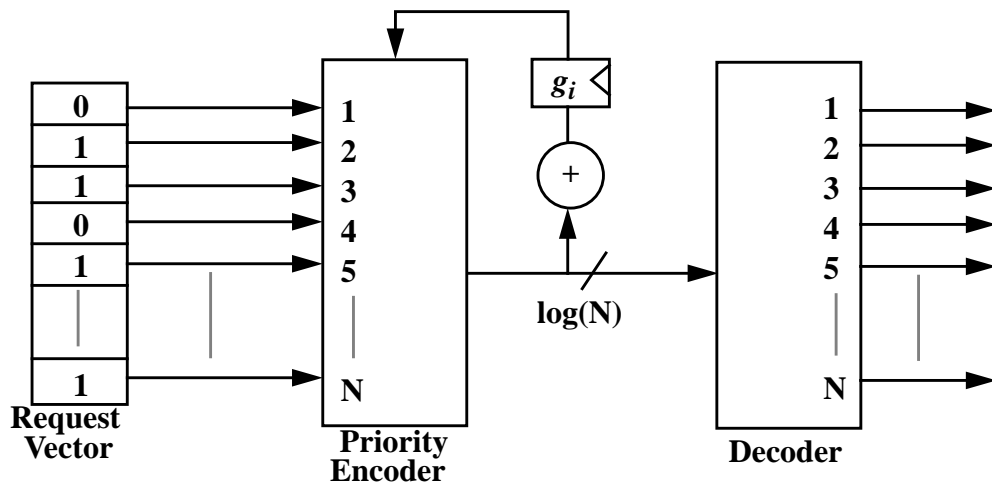 0
1
1
0
1
1
Request
Vector
1
2
3
4
5
N
Priority
Encoder
g_i
+
log(N)
1
2
3
4
5
N
Decoder